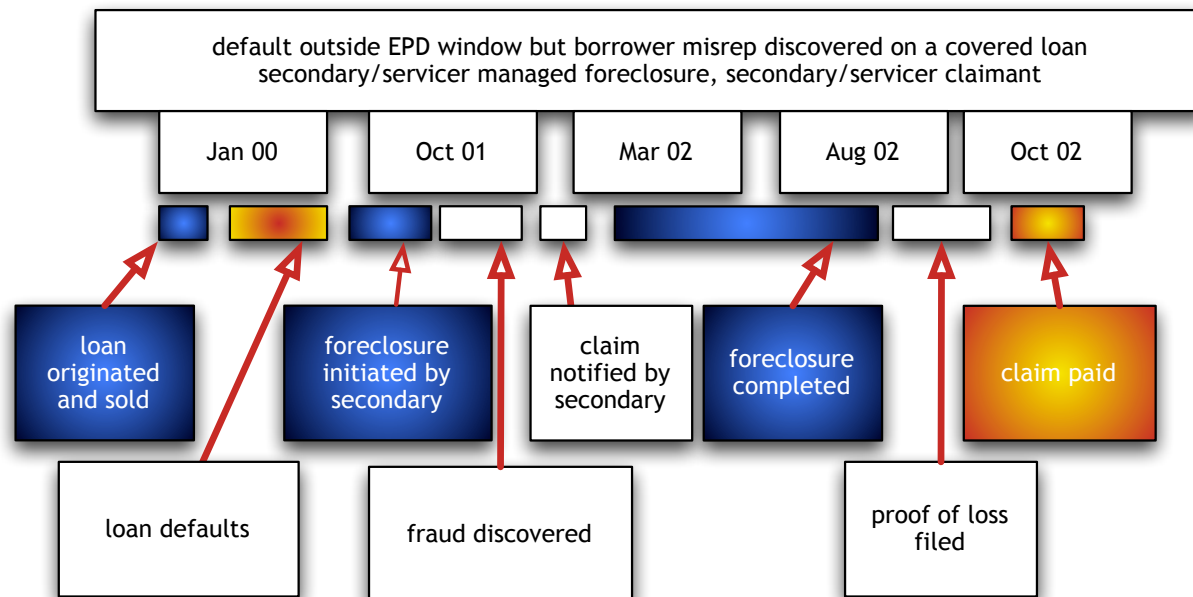 default outside EPD window but borrower misrep discovered on a covered loan
secondary/servicer managed foreclosure, secondary/servicer claimant
Jan 00
Oct 01
Mar 02
Aug 02
Oct 02
loan
originated
and sold
foreclosure
initiated by
secondary
claim
notified by
secondary
foreclosure
completed
claim paid
loan defaults
fraud discovered
proof of loss
filed